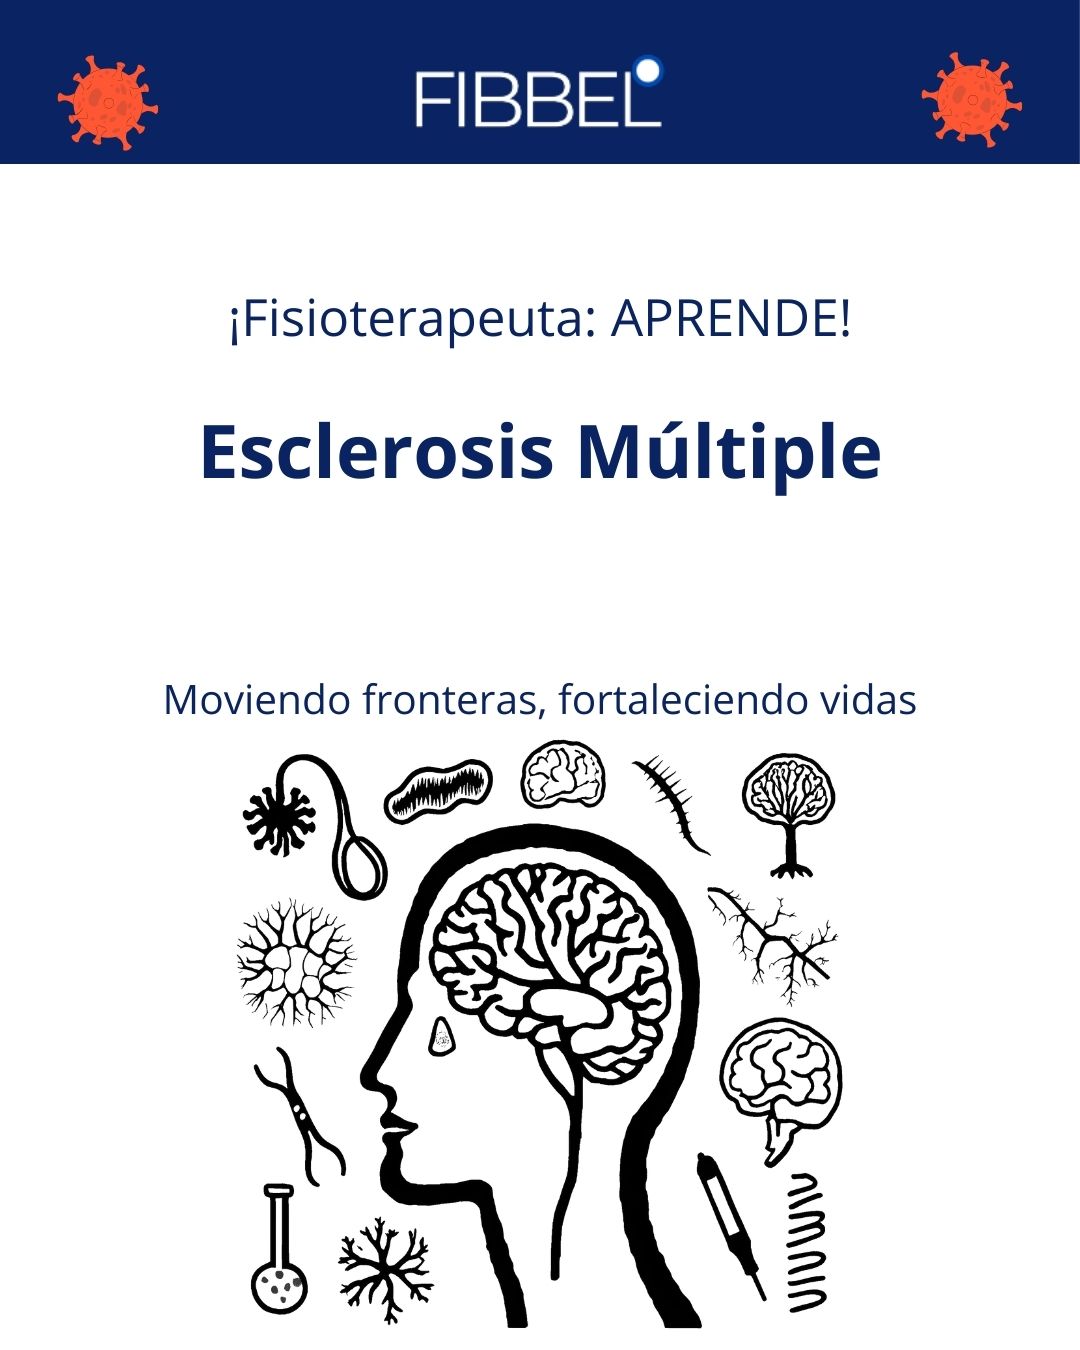 FIBBEL
¡Fisioterapeuta: APRENDE!
Esclerosis Múltiple
Moviendo fronteras, fortaleciendo vidas